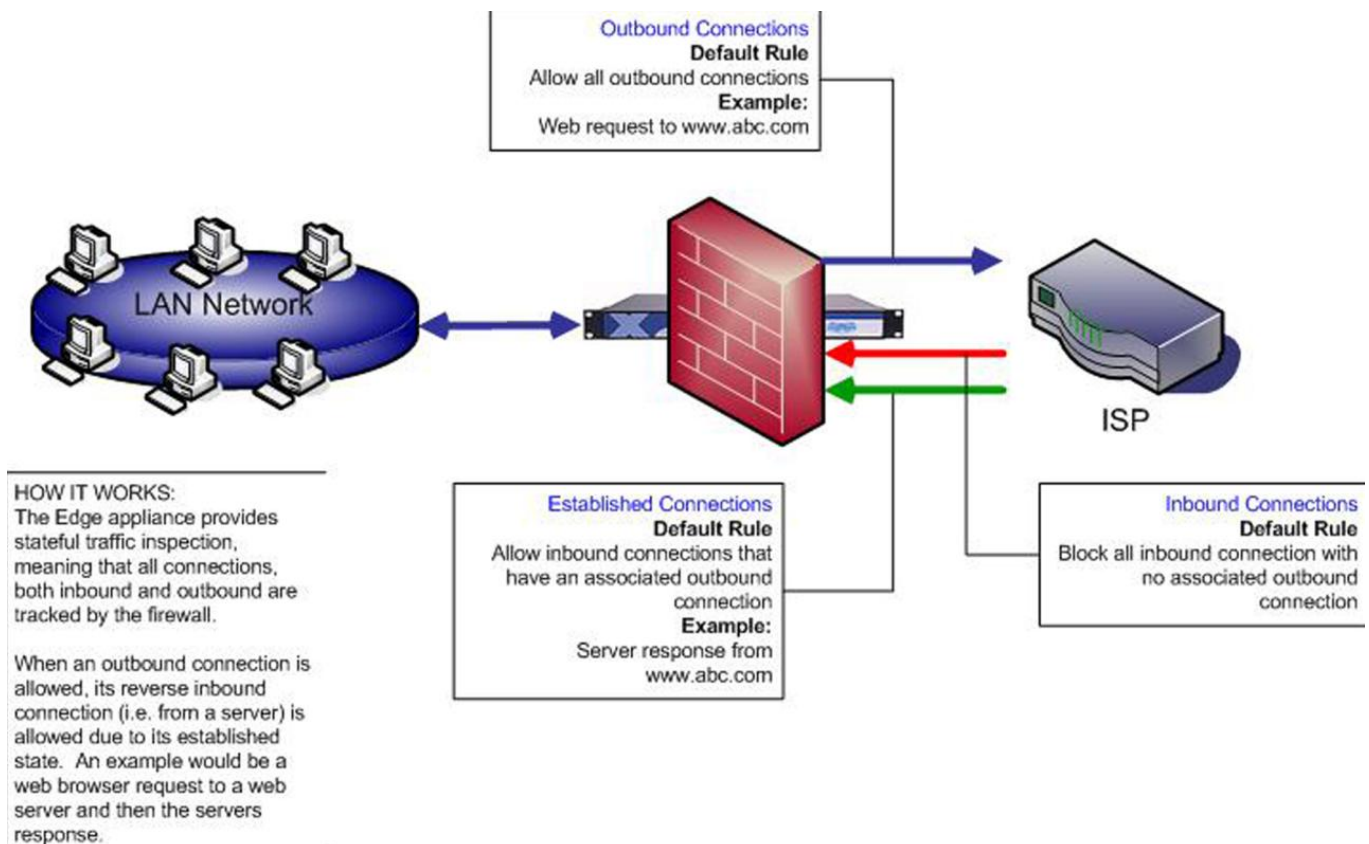 Outbound Connections
Default Rule
Allow all outbound connections
Example:
Web request to www.abc.com
LAN Network
ISP
HOW IT WORKS:
The Edge appliance provides
stateful traffic inspection,
meaning that all connections,
both inbound and outbound are
tracked by the firewall.
When an outbound connection is
allowed, its reverse inbound
connection (i.e. from a server) is
allowed due to its established
state. An example would be a
web browser request to a web
server and then the servers
response.
Established Connections
Default Rule
Allow inbound connections that
have an associated outbound
connection
Example:
Server response from
www.abc.com
Inbound Connections
Default Rule
Block all inbound connection with
no associated outbound
connection